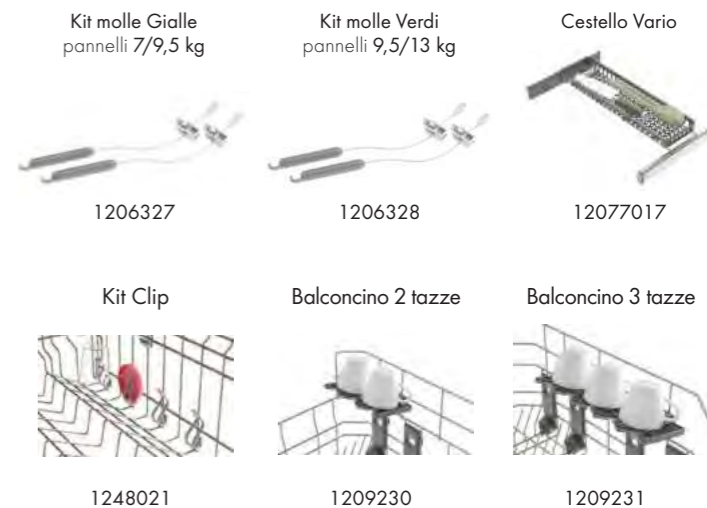 Kit molle Gialle
pannelli 7/9,5 kg
Kit molle Verdi
pannelli 9,5/13 kg
Cestello Vario
1206327
1206328
12077017
Kit Clip
Balconcino 2 tazze
Balconcino 3 tazze
1248021
1209230
1209231